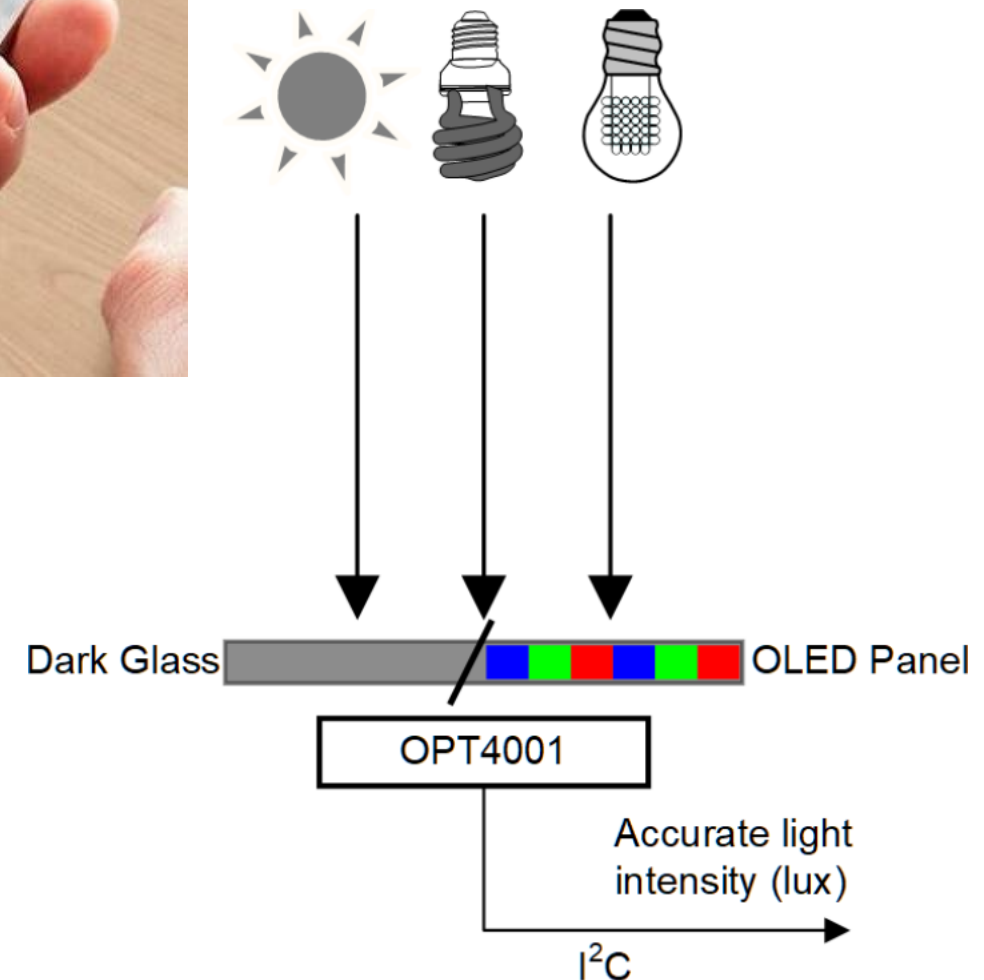 Dark Glass
OLED Panel
OPT4001
Accurate light
intensity (lux)
I²C